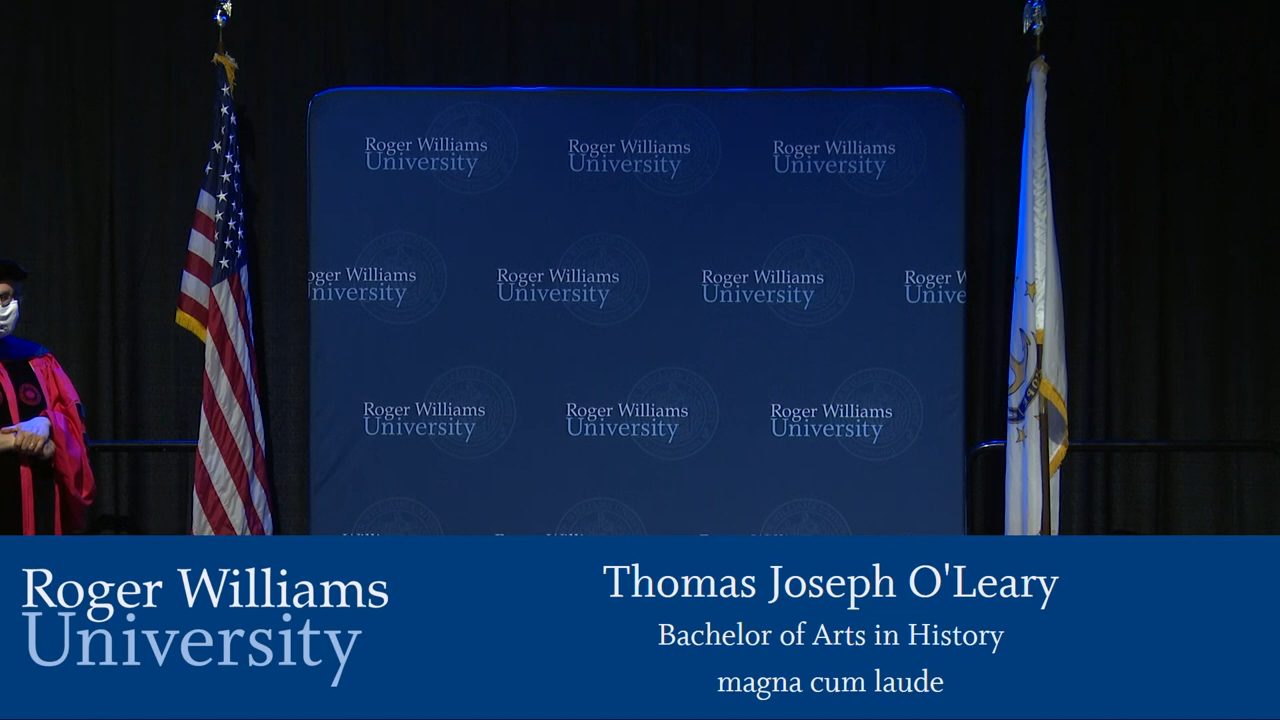 Roger Williams
University
Roger Williams
University
Roger Williams
University
oger Williams
University
Roger Williams
University
Roger Williams
University
Roger W
Unive
Roger Williams
University
Roger Williams
University
Roger Williams
University
Roger Williams
University
Thomas Joseph O'Leary
Bachelor of Arts in History
magna cum laude